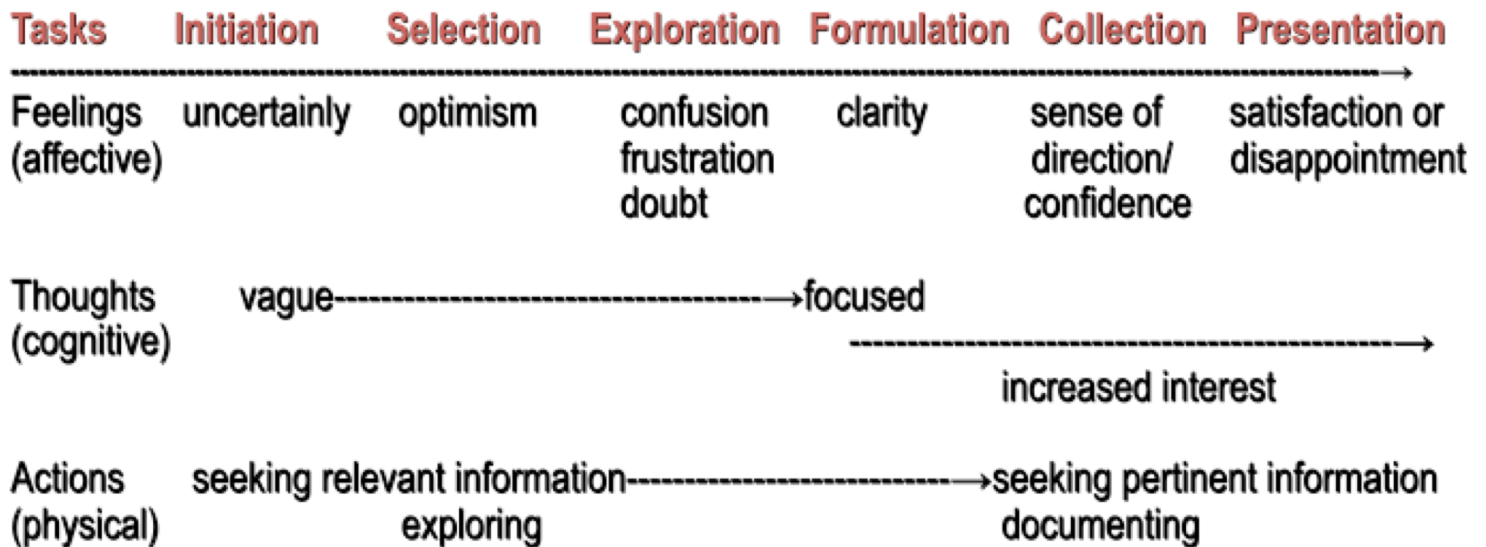 Tasks Initiation Selection Exploration Formulation Collection Presentation
Feelings uncertainly optimism confusion clarity sense of satisfaction or
(affective) frustration direction/ disappointment
doubt confidence
Thoughts vague focused
(cognitive)
increased interest
Actions seeking relevant information seeking pertinent information
(physical) exploring documenting